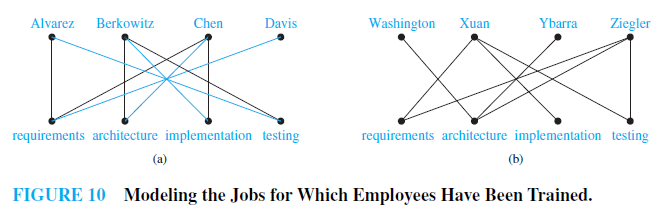 Alvarez Berkowitz Chen Davis Washington Xuan Ybarra Ziegler
requirements architecture implementation testing requirements architecture implementation testing
(a) (b)
FIGURE 10 Modeling the Jobs for Which Employees Have Been Trained.